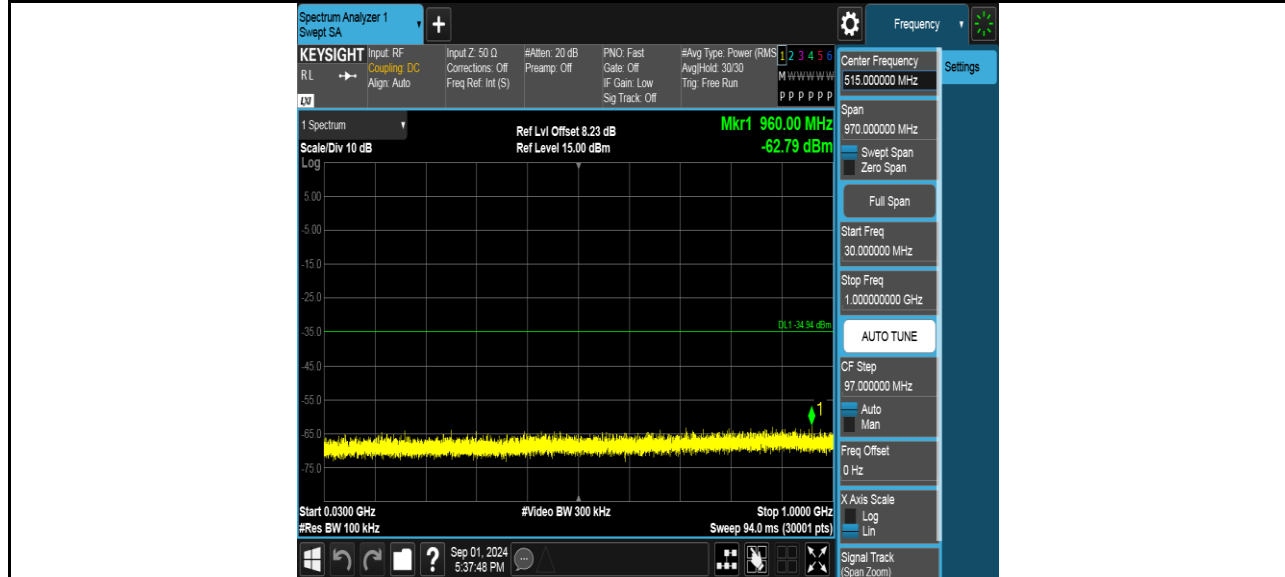 Spectrum Analyzer 1
Swept SA
+
Frequency
KEYSIGHT
RL
LXI
Input: RF
Coupling: DC
Align: Auto
Input Z: 50 Ω
Corrections: Off
Freq Ref: Int (S)
#Atten: 20 dB
Preamp: Off
PNO: Fast
Gate: Off
IF Gain: Low
Sig Track: Off
#Avg Type: Power (RMS
Avg|Hold: 30/30
Trig: Free Run
1 2 3 4 5 6
M W W W W W
P P P P P P
Center Frequency
515.000000 MHz
Settings
Span
970.000000 MHz
Swept Span
Zero Span
Full Span
Start Freq
30.000000 MHz
Stop Freq
1.000000000 GHz
AUTO TUNE
CF Step
97.000000 MHz
Auto
Man
Freq Offset
0 Hz
X Axis Scale
Log
Lin
Signal Track
(Span Zoom)
1 Spectrum
Scale/Div 10 dB
Log
Ref Lvl Offset 8.23 dB
Ref Level 15.00 dBm
Mkr1 960.00 MHz
-62.79 dBm
5.00
-5.00
-15.0
-25.0
-35.0
-45.0
-55.0
-65.0
-75.0
DL1 -34.94 dBm
1
Start 0.0300 GHz
#Res BW 100 kHz
#Video BW 300 kHz
Stop 1.0000 GHz
Sweep 94.0 ms (30001 pts)
?
Sep 01, 2024
5:37:48 PM